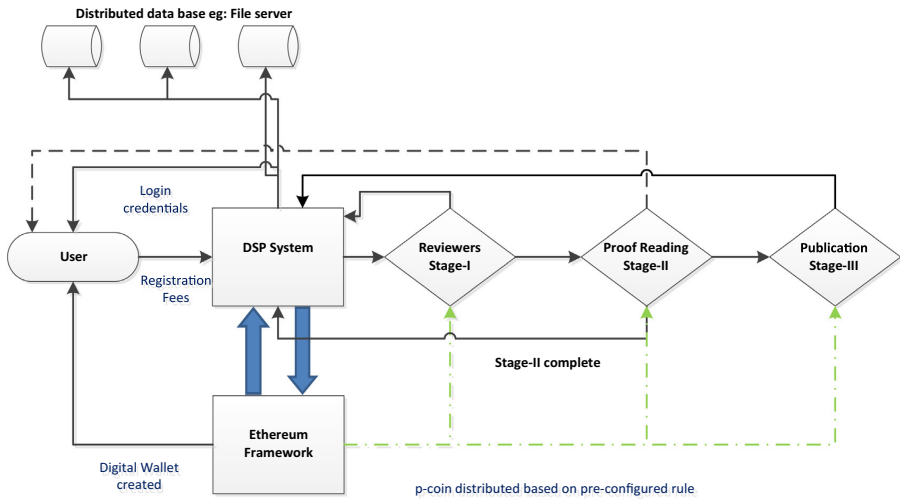 Distributed data base eg: File server
Login
credentials
User
DSP System
Reviewers
Stage-I
Proof Reading
Stage-II
Publication
Stage-III
Registration
Fees
Stage-II complete
Ethereum
Framework
Digital Wallet
created
p-coin distributed based on pre-configured rule